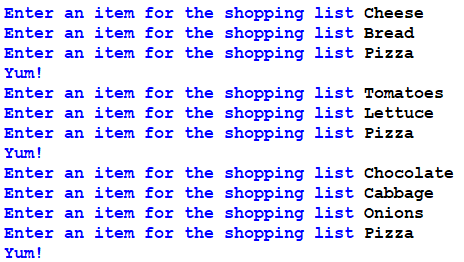 Enter an item for the shopping list Cheese
Enter an item for the shopping list Bread
Enter an item for the shopping list Pizza
Yum!
Enter an item for the shopping list Tomatoes
Enter an item for the shopping list Lettuce
Enter an item for the shopping list Pizza
Yum!
Enter an item for the shopping list Chocolate
Enter an item for the shopping list Cabbage
Enter an item for the shopping list Onions
Enter an item for the shopping list Pizza
Yum!